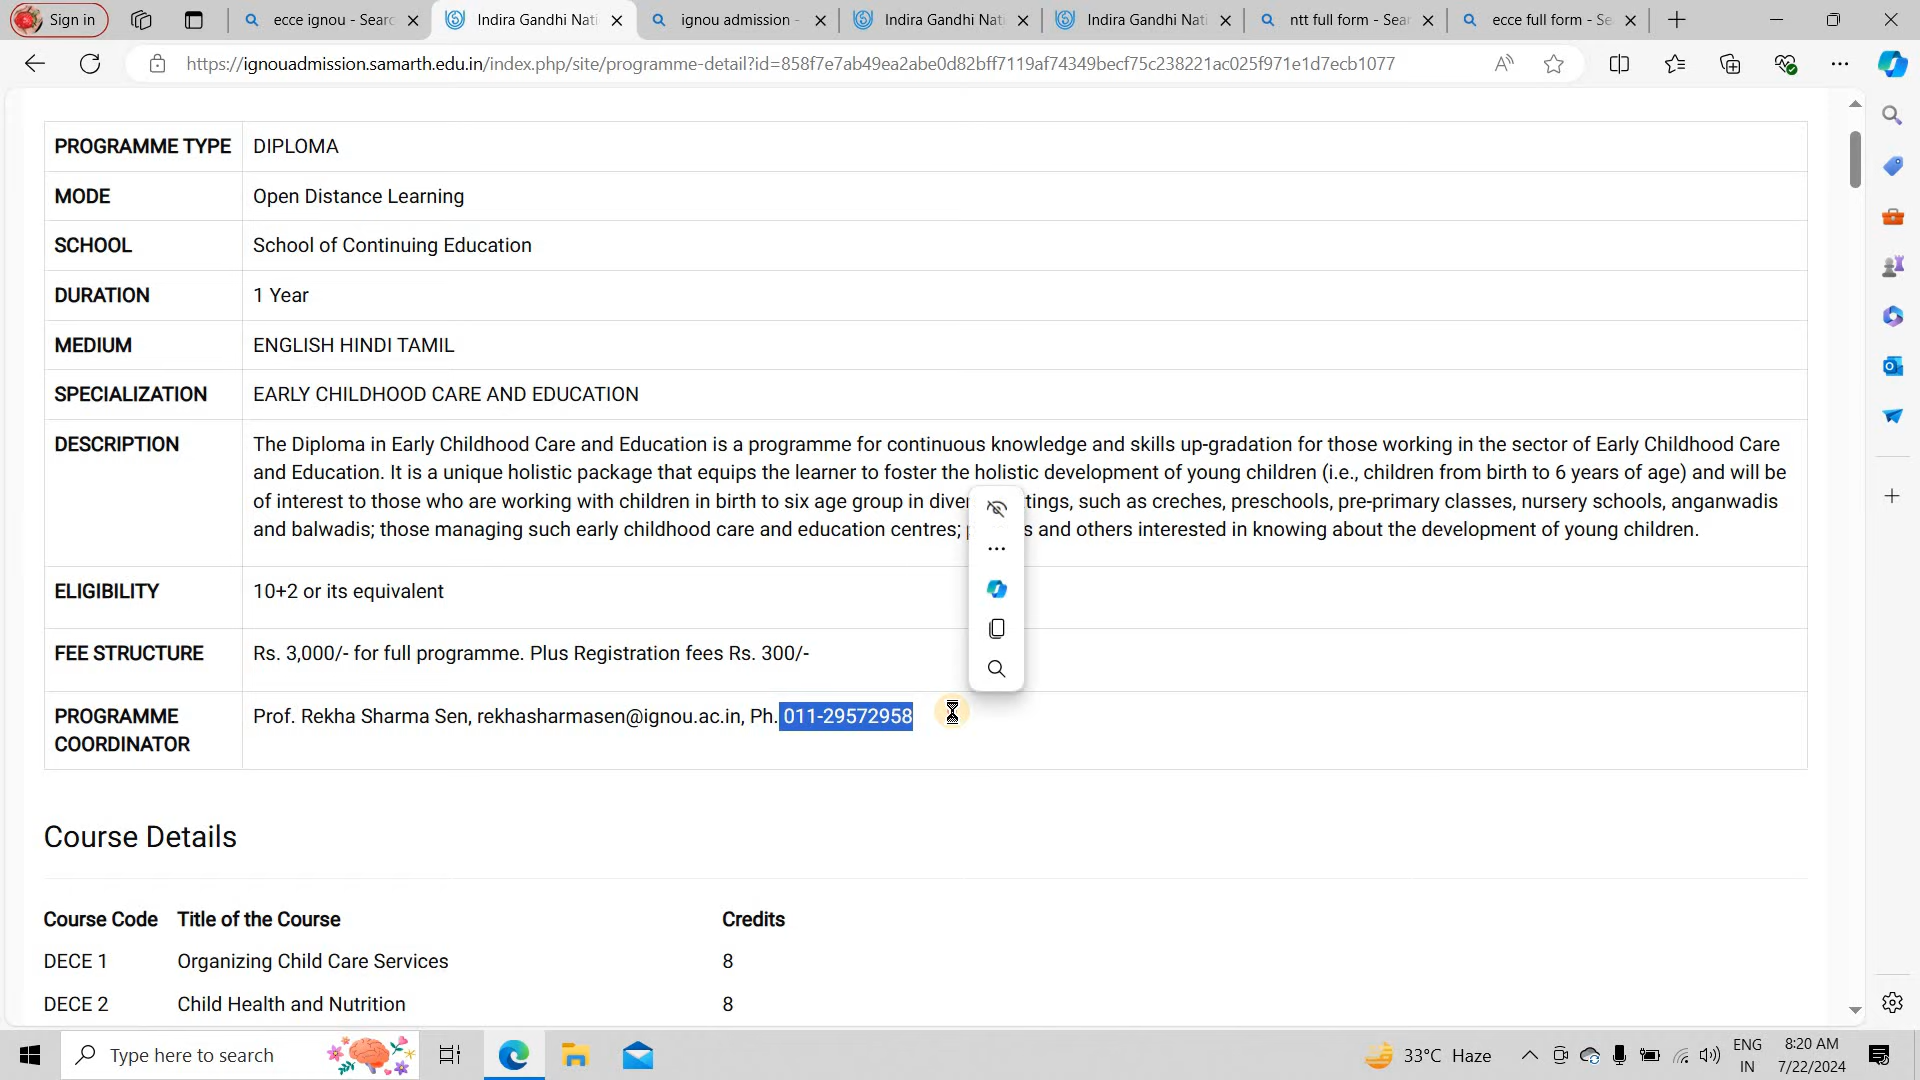 Sign in
ecce ignou - Searc
Indira Gandhi Nati
ignou admission -
Indira Gandhi Nati
Indira Gandhi Nati
ntt full form - Sear
ecce full form - Se
https://ignouadmission.samarth.edu.in/index.php/site/programme-detail?id=858f7e7ab49ea2abe0d82bff7119af74349becf75c238221ac025f971e1d7ecb1077
PROGRAMME TYPE DIPLOMA
MODE Open Distance Learning
SCHOOL School of Continuing Education
DURATION 1 Year
MEDIUM ENGLISH HINDI TAMIL
SPECIALIZATION EARLY CHILDHOOD CARE AND EDUCATION
DESCRIPTION The Diploma in Early Childhood Care and Education is a programme for continuous knowledge and skills up-gradation for those working in the sector of Early Childhood Care
and Education. It is a unique holistic package that equips the learner to foster the holistic development of young children (i.e., children from birth to 6 years of age) and will be
of interest to those who are working with children in birth to six age group in diver tings, such as creches, preschools, pre-primary classes, nursery schools, anganwadis
and balwadis; those managing such early childhood care and education centres; p s and others interested in knowing about the development of young children.
ELIGIBILITY 10+2 or its equivalent
FEE STRUCTURE Rs. 3,000/- for full programme. Plus Registration fees Rs. 300/-
PROGRAMME Prof. Rekha Sharma Sen, rekhasharmasen@ignou.ac.in, Ph. 011-29572958
COORDINATOR
Course Details
Course Code Title of the Course Credits
DECE 1 Organizing Child Care Services 8
DECE 2 Child Health and Nutrition 8
Type here to search
33°C Haze
ENG
IN
8:20 AM
7/22/2024